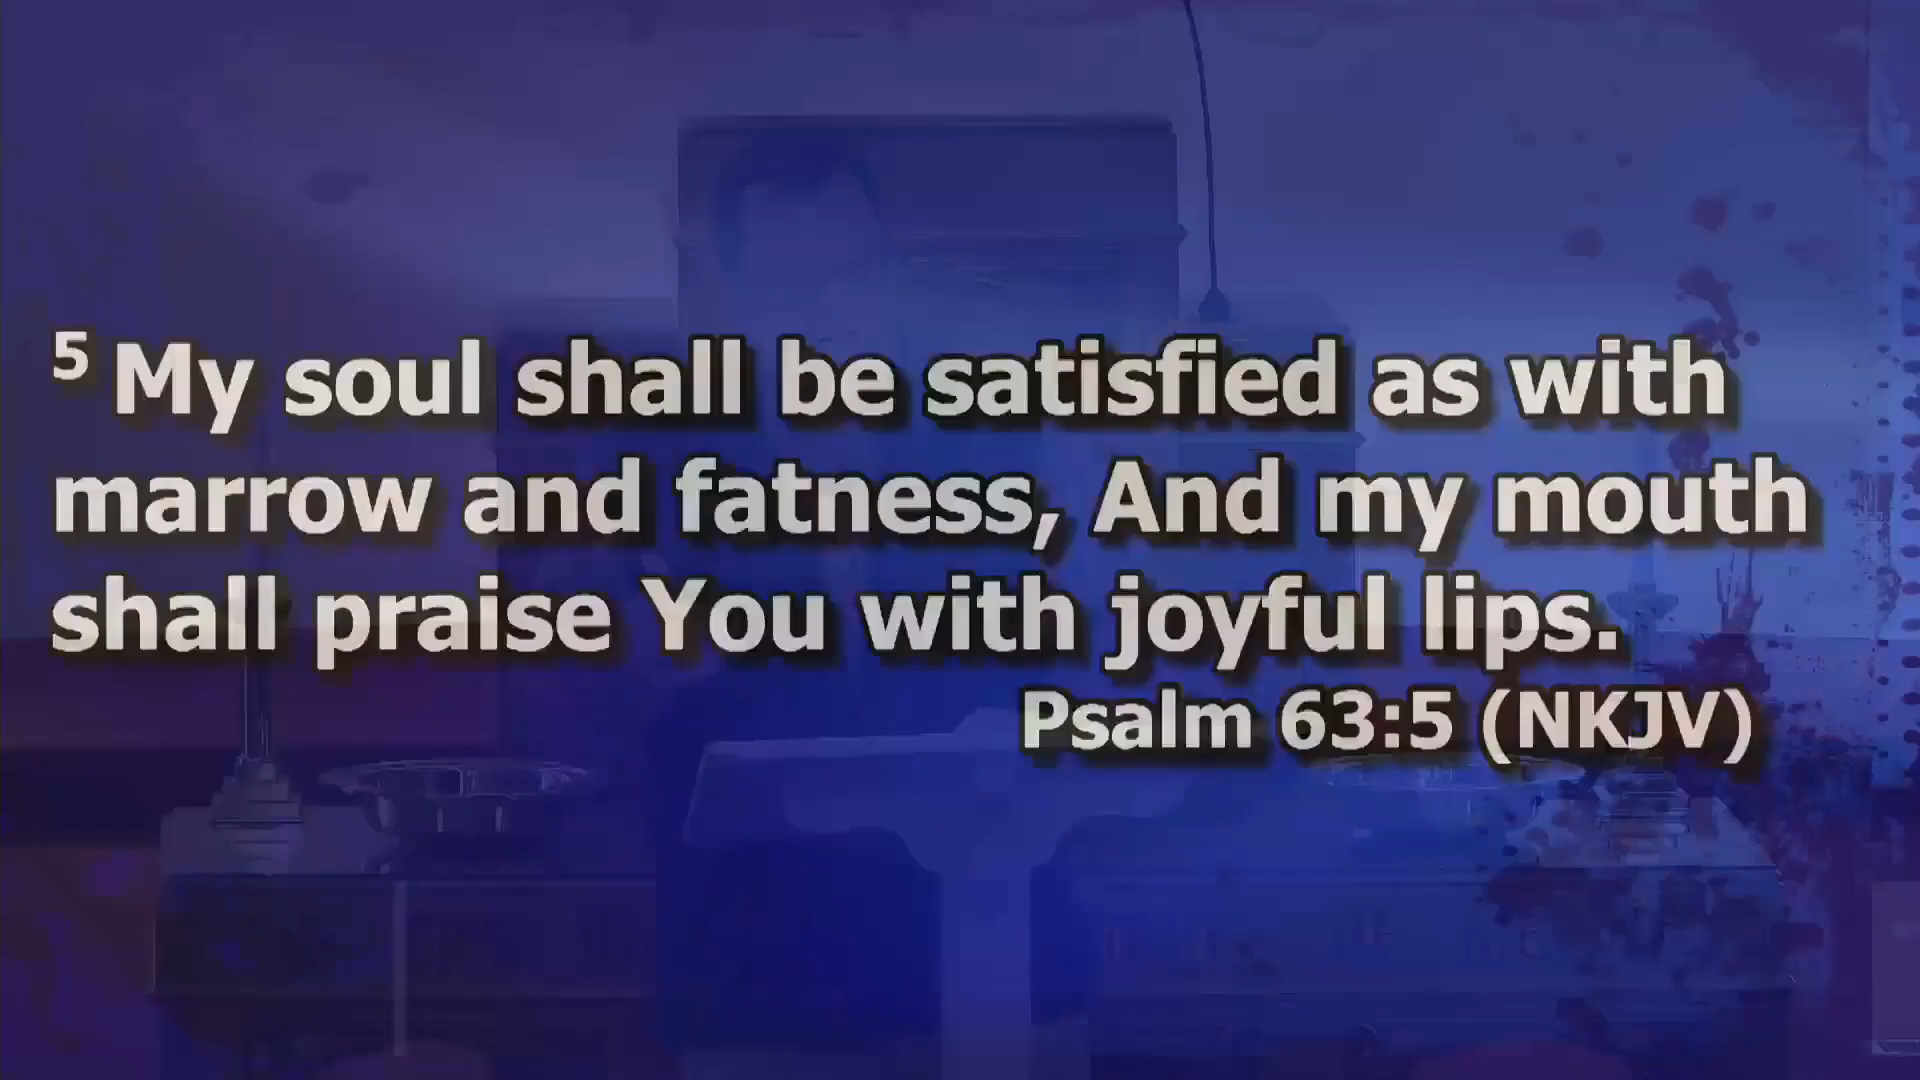 5 My soul shall be satisfied as with
marrow and fatness, And my mouth
shall praise You with joyful lips.
Psalm 63:5 (NKJV)